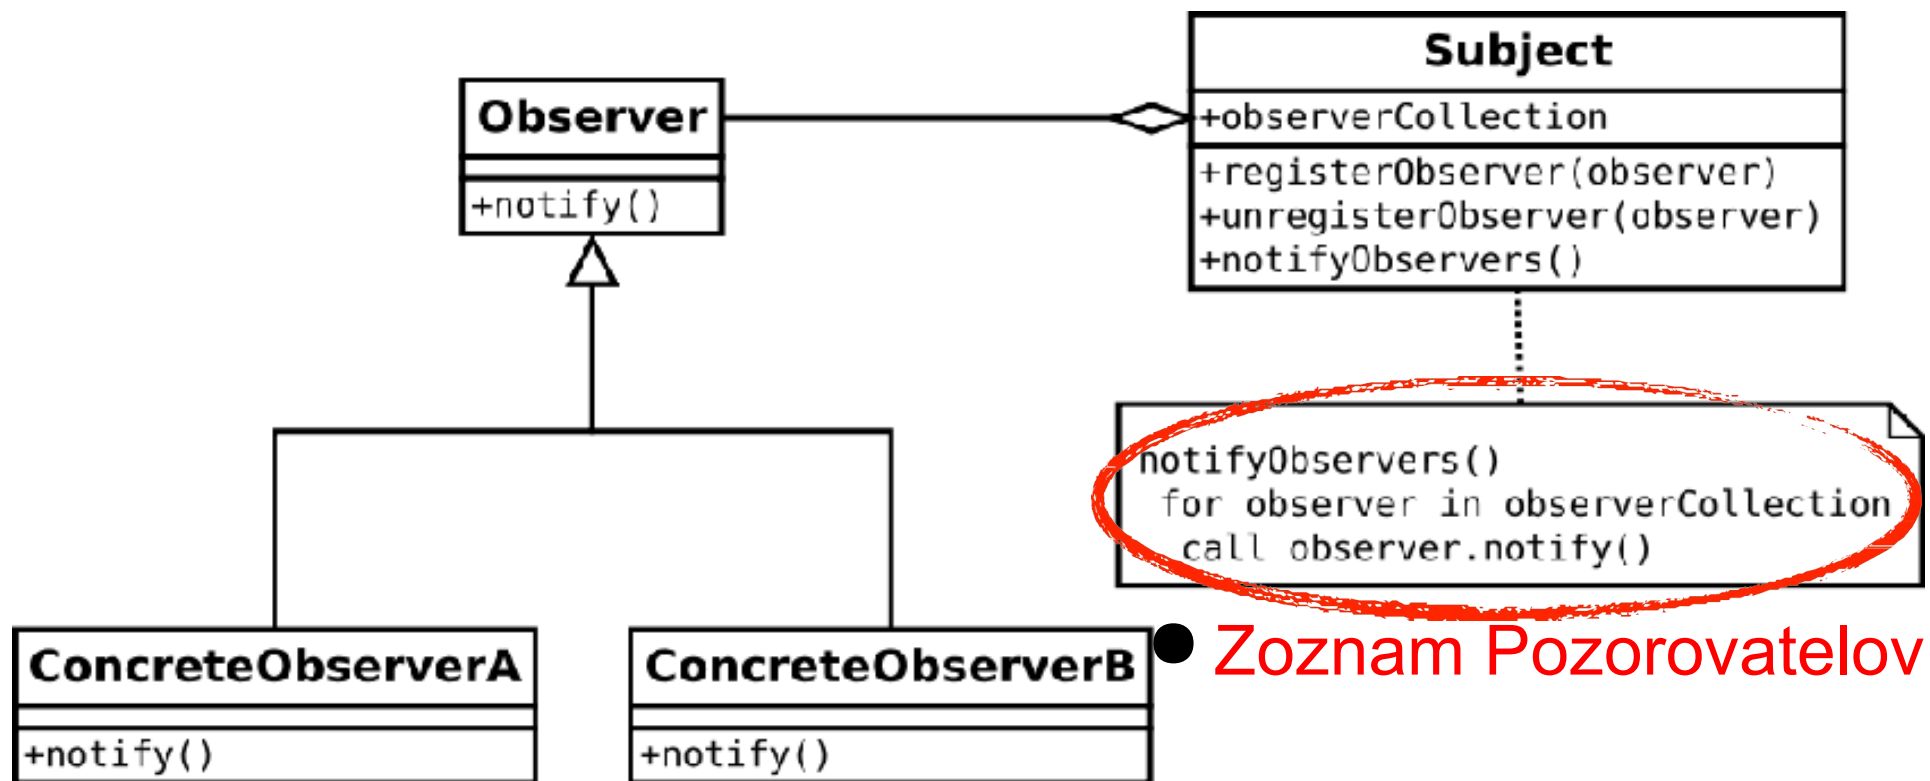 Observer
+notify()
Subject
+observerCollection
+registerObserver(observer)
+unregisterObserver(observer)
+notifyObservers()
notifyObservers()
for observer in observerCollection
call observer.notify()
● Zoznam Pozorovatelov
ConcreteObserverA
+notify()
ConcreteObserverB
+notify()